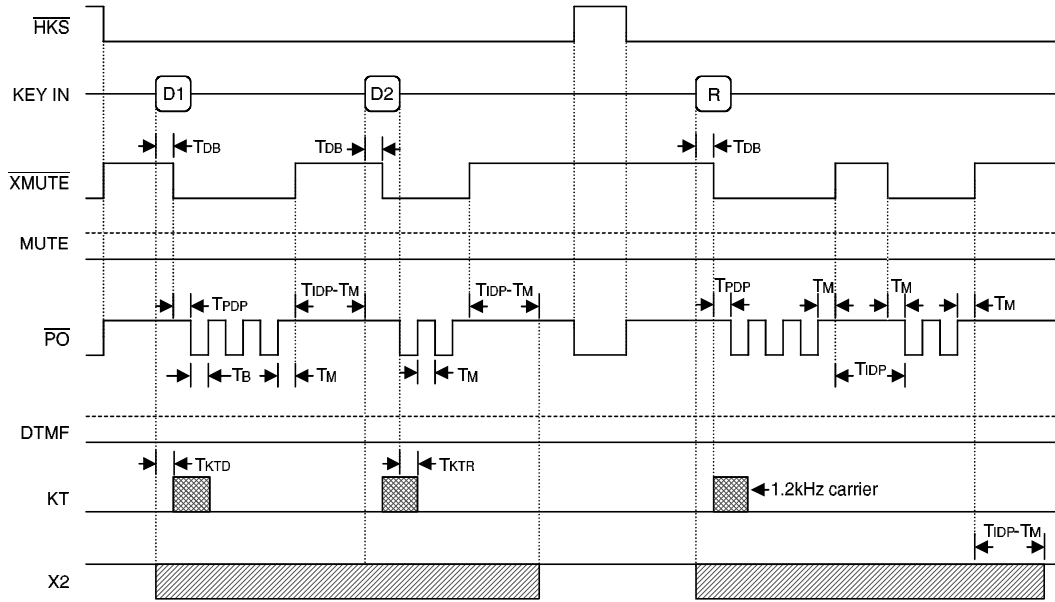 HKS
KEY IN D1 D2 R
TDB TDB TDB
XMUTE
MUTE
TPDP TIDP-TM TIDP-TM TPDP TM TM TM
PO
TB TM TM TIDP
DTMF
TKTD TKTR
KT 1.2kHz carrier
TIDP-TM
X2